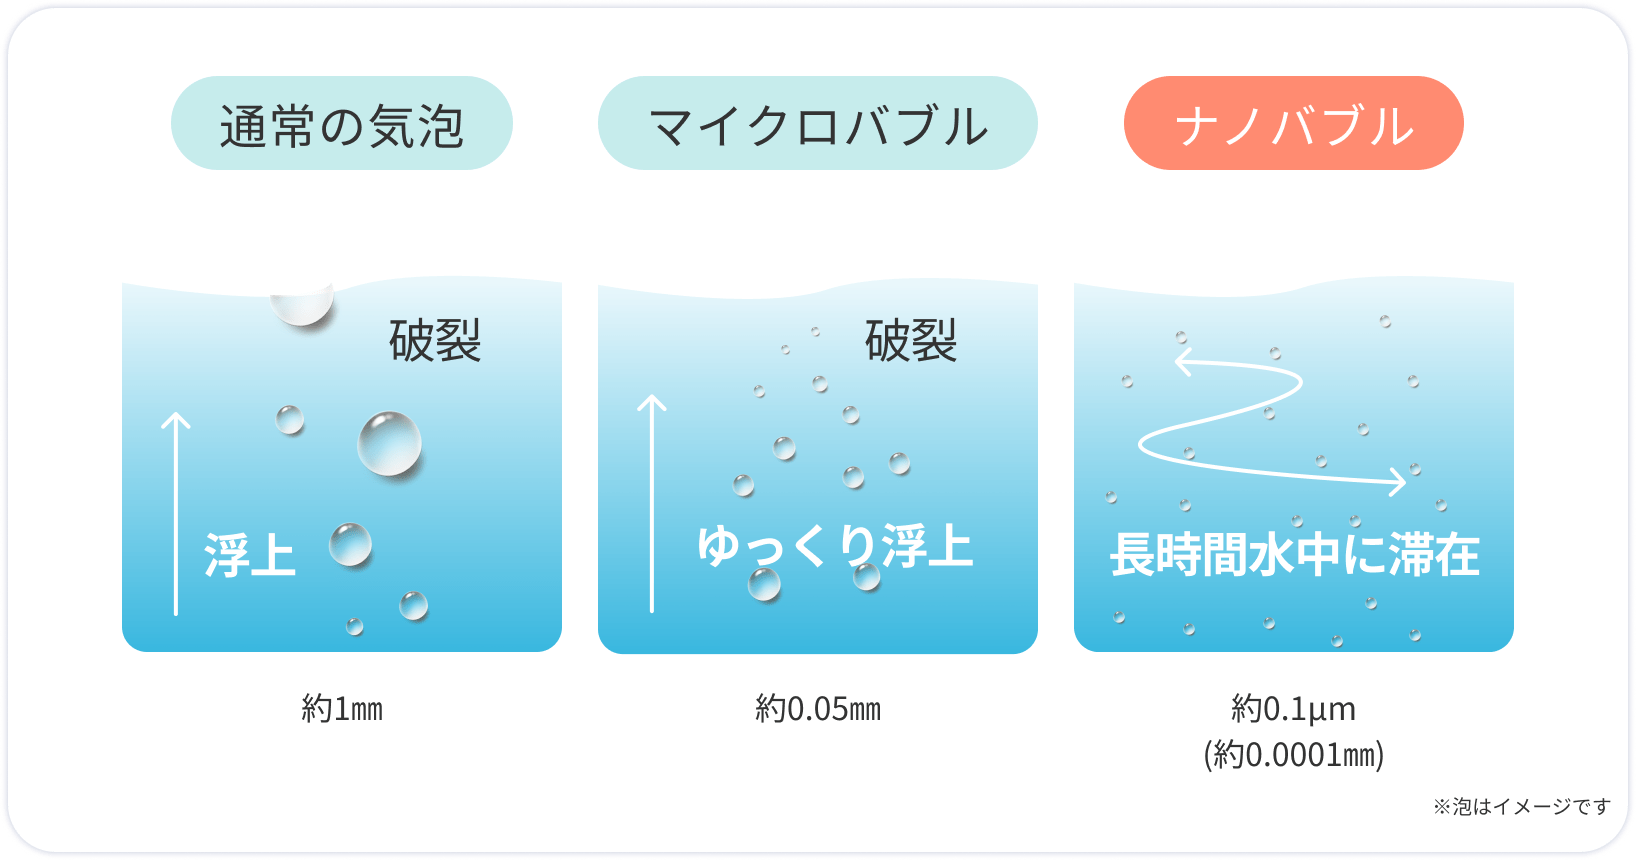 通常の気泡
マイクロバブル
ナノバブル
破裂
浮上
破裂
ゆっくり浮上
長時間水中に滞在
約1㎜
約0.05㎜
約0.1μm
(約0.0001㎜)
※泡はイメージです